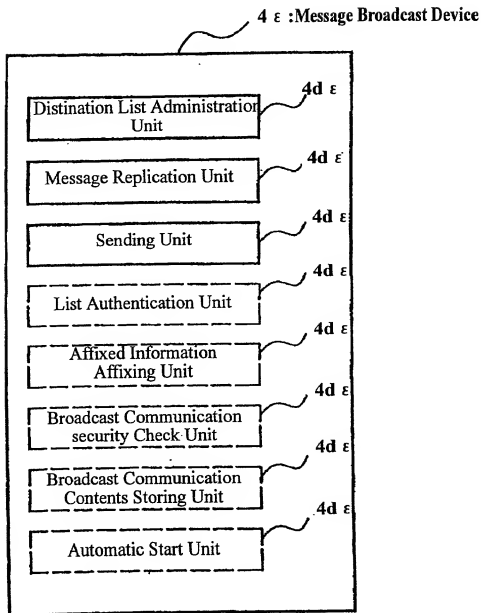 4 ε :Message Broadcast Device
4d ε
Distination List Administration
Unit
4d ε
Message Replication Unit
4d ε
Sending Unit
4d ε
List Authentication Unit
4d ε
Affixed Information
Affixing Unit
4d ε
Broadcast Communication
security Check Unit
4d ε
Broadcast Communication
Contents Storing Unit
4d ε
Automatic Start Unit